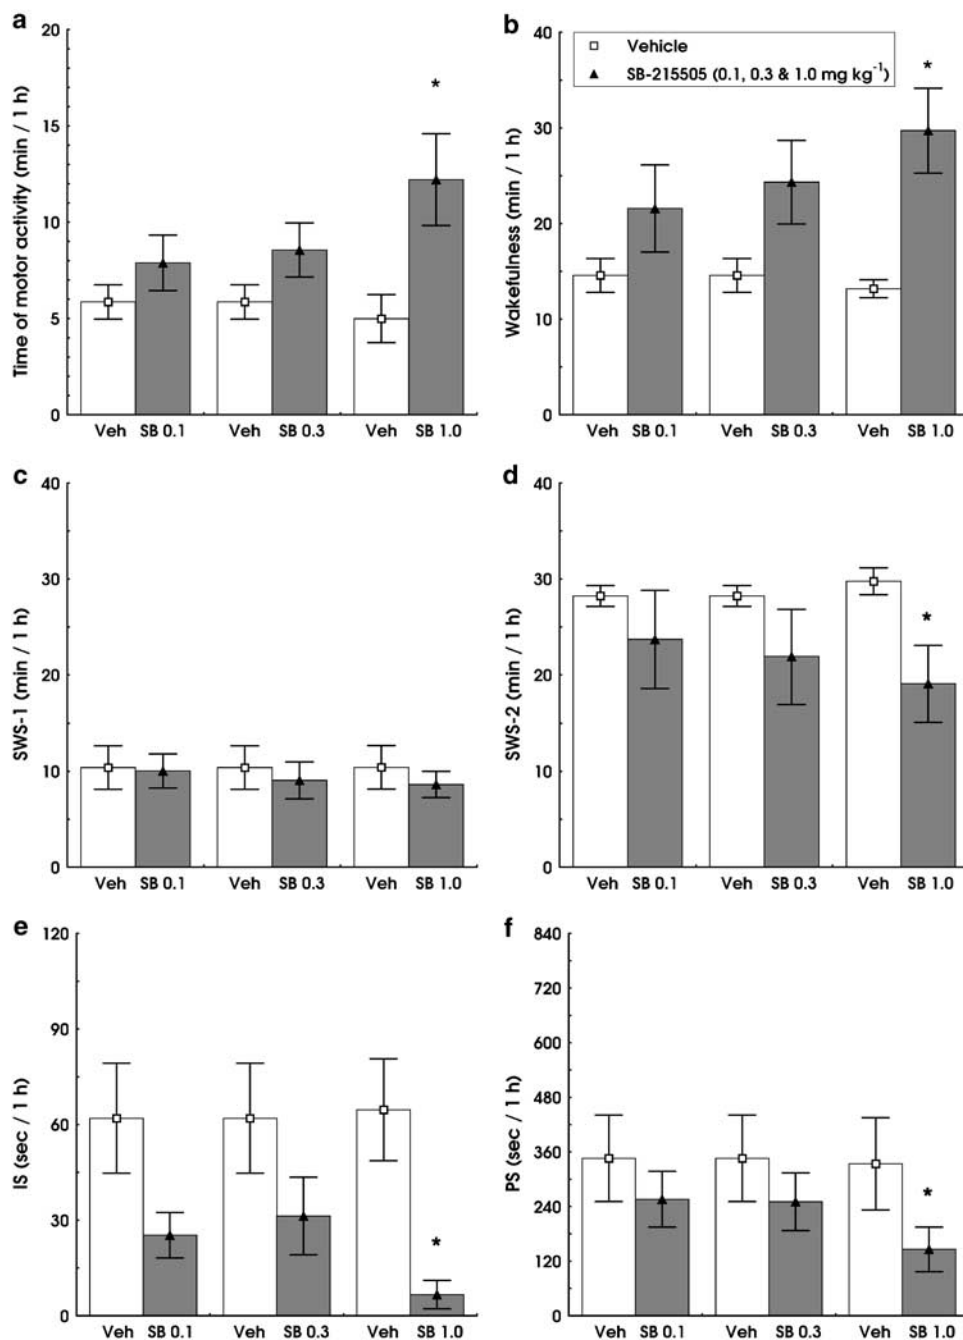 a
Time of motor activity (min / 1 h)
20
15
10
5
0
Veh SB 0.1 Veh SB 0.3 Veh SB 1.0
*
b
Wakefulness (min / 1 h)
40
30
20
10
0
Vehicle
SB-215505 (0.1, 0.3 & 1.0 mg kg⁻¹)
*
Veh SB 0.1 Veh SB 0.3 Veh SB 1.0
c
SWS-1 (min / 1 h)
40
30
20
10
0
Veh SB 0.1 Veh SB 0.3 Veh SB 1.0
d
SWS-2 (min / 1 h)
40
30
20
10
0
*
Veh SB 0.1 Veh SB 0.3 Veh SB 1.0
e
IS (sec / 1 h)
120
90
60
30
0
*
Veh SB 0.1 Veh SB 0.3 Veh SB 1.0
f
PS (sec / 1 h)
840
720
600
480
360
240
120
0
*
Veh SB 0.1 Veh SB 0.3 Veh SB 1.0